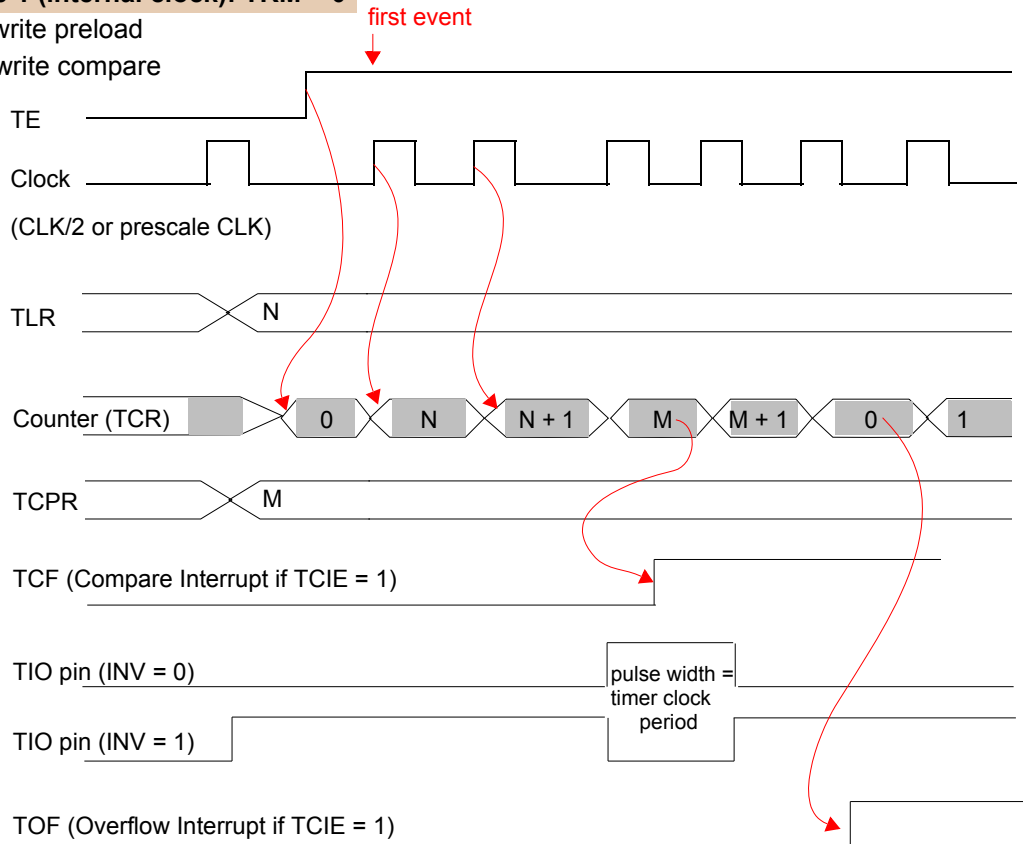 first event
write preload
write compare
TE
Clock
(CLK/2 or prescale CLK)
TLR N
Counter (TCR) 0 N N + 1 M M + 1 0 1
TCPR M
TCF (Compare Interrupt if TCIE = 1)
TIO pin (INV = 0)
pulse width =
timer clock
period
TIO pin (INV = 1)
TOF (Overflow Interrupt if TCIE = 1)